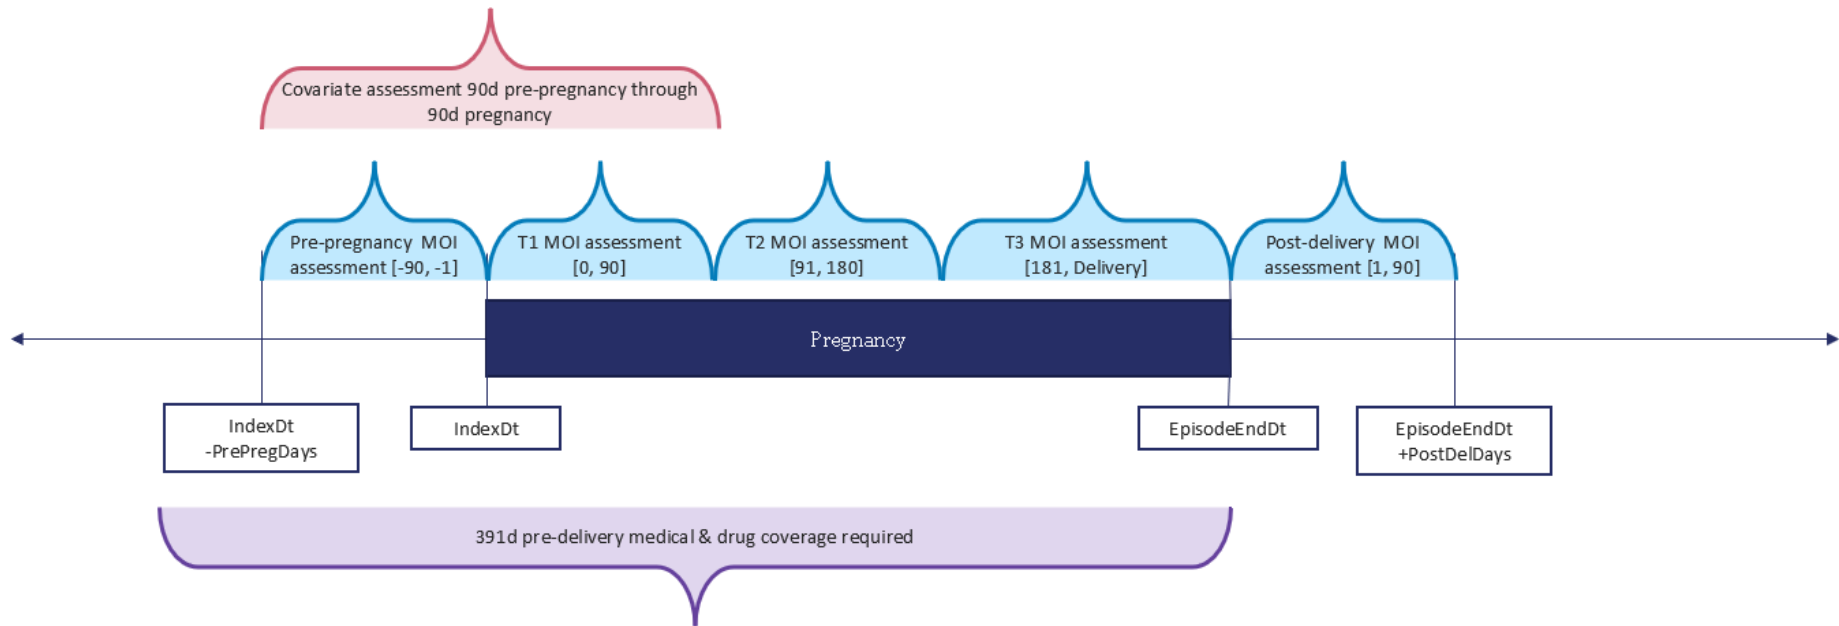 Covariate assessment 90d pre-pregnancy through
90d pregnancy
Pre-pregnancy MOI
assessment [-90, -1]
T1 MOI assessment
[0, 90]
T2 MOI assessment
[91, 180]
T3 MOI assessment
[181, Delivery]
Post-delivery MOI
assessment [1, 90]
Pregnancy
IndexDt
-PrePregDays
IndexDt
EpisodeEndDt
EpisodeEndDt
+PostDelDays
391d pre-delivery medical & drug coverage required